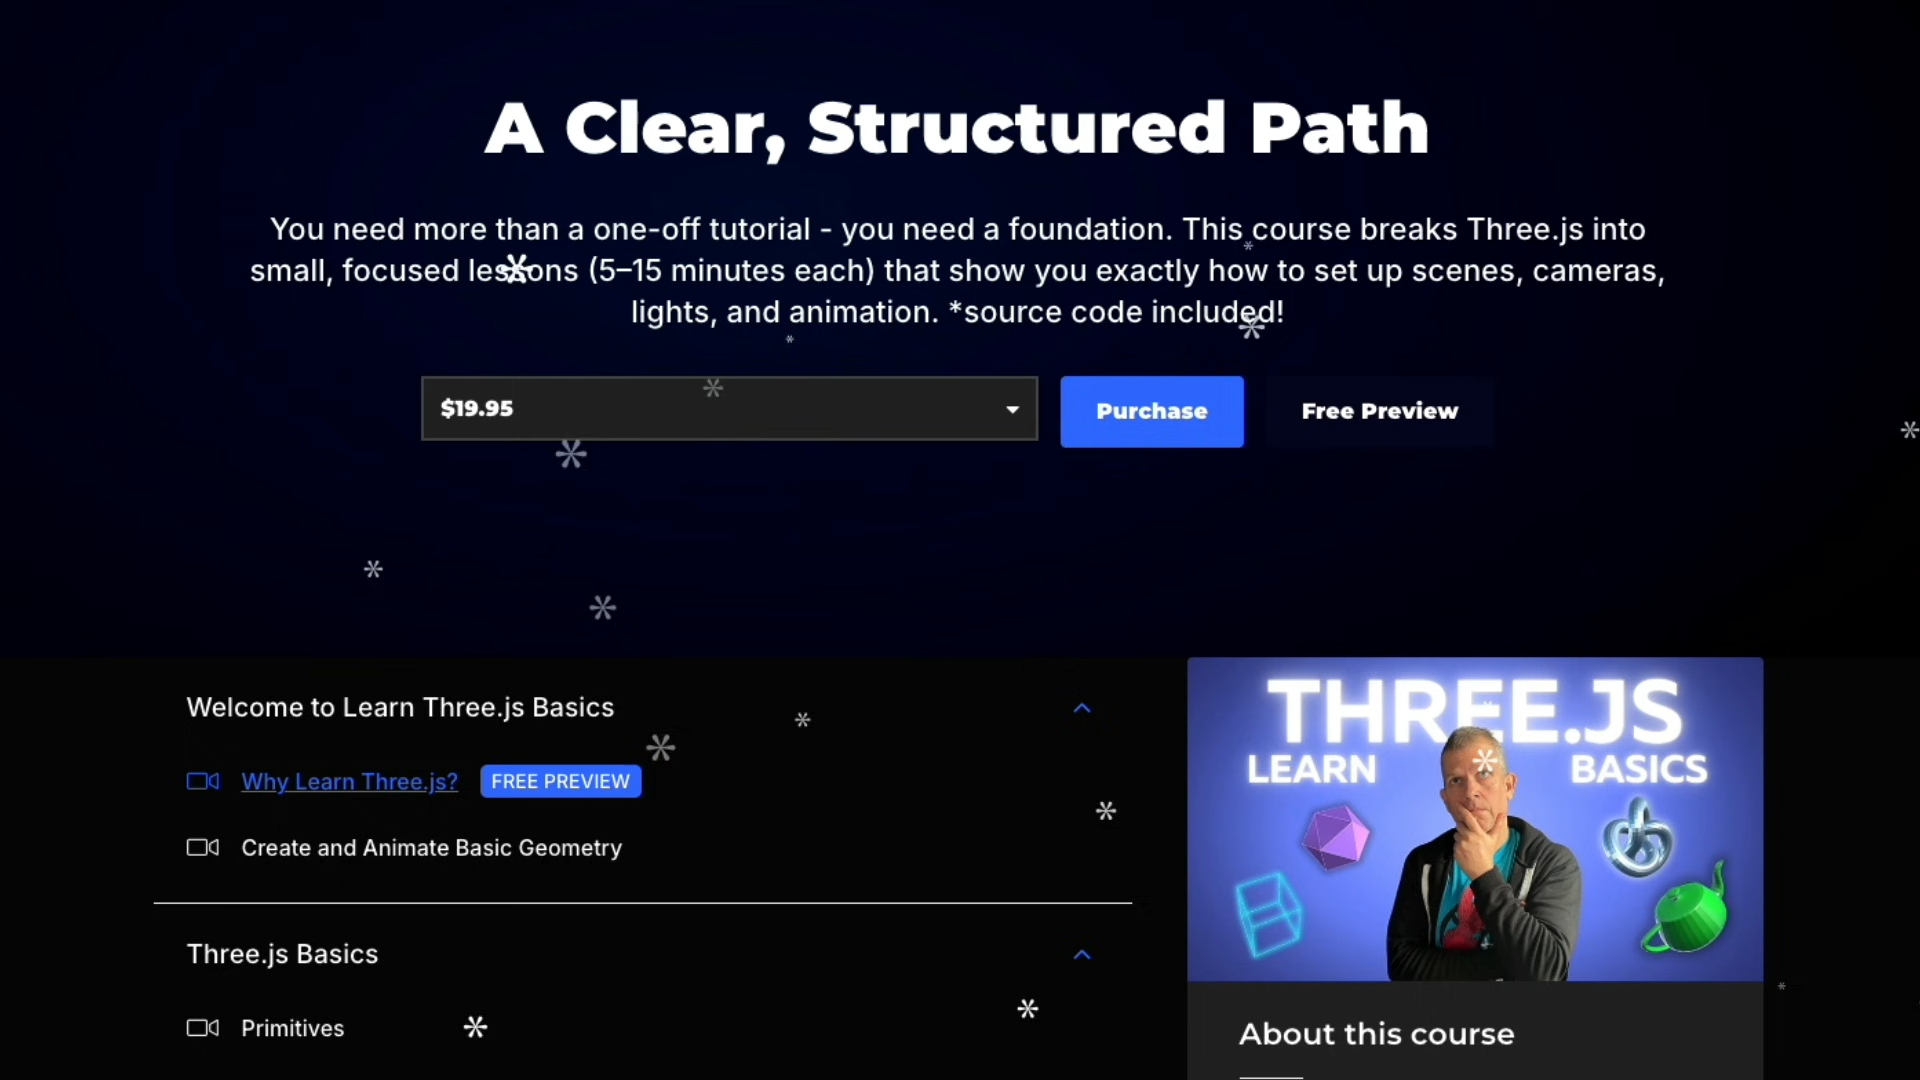 A Clear, Structured Path
You need more than a one-off tutorial - you need a foundation. This course breaks Three.js into
small, focused lessons (5–15 minutes each) that show you exactly how to set up scenes, cameras,
lights, and animation. *source code included!
$19.95
Purchase
Free Preview
Welcome to Learn Three.js Basics
Why Learn Three.js? FREE PREVIEW
Create and Animate Basic Geometry
Three.js Basics
Primitives
THREE.JS
LEARN BASICS
About this course